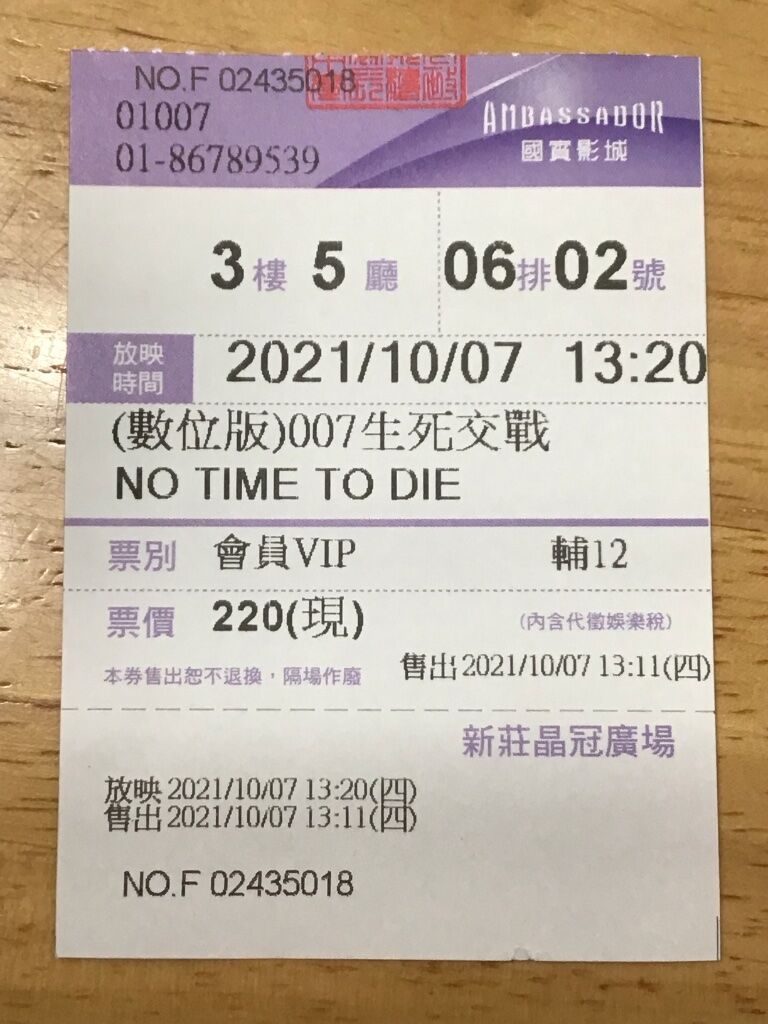 NO.F 02435018
01007
01-86789539
AMBASSADOR
國賓影城
3樓 5 廳 06排02號
放映時間 2021/10/07 13:20
(數位版)007生死交戰
NO TIME TO DIE
票別 會員VIP 輔12
票價 220(現) (內含代徵娛樂稅)
本券售出恕不退換，隔場作廢 售出2021/10/07 13:11(四)
新莊晶冠廣場
放映2021/10/07 13:20(四)
售出2021/10/07 13:11(四)
NO.F 02435018